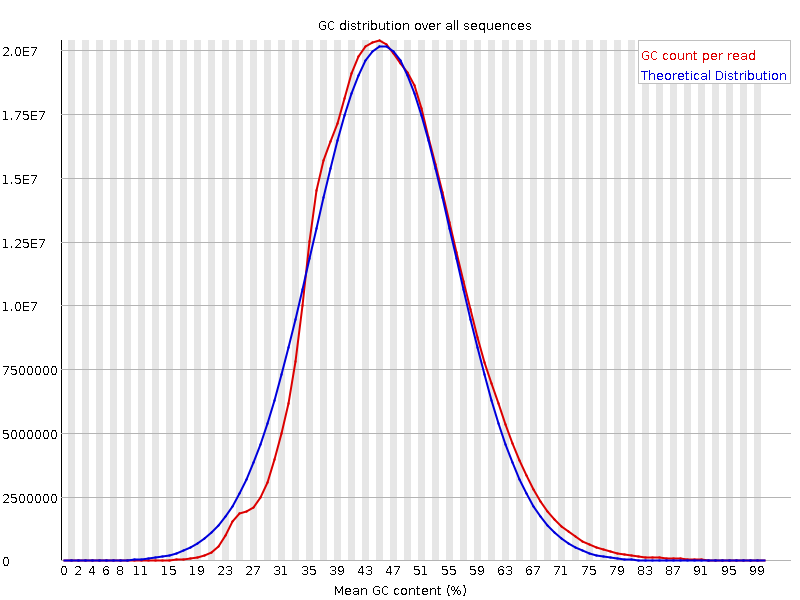 GC distribution over all sequences
GC count per read
Theoretical Distribution
2.0E7
1.75E7
1.5E7
1.25E7
1.0E7
7500000
5000000
2500000
0
0 2 4 6 8 11 15 19 23 27 31 35 39 43 47 51 55 59 63 67 71 75 79 83 87 91 95 99
Mean GC content (%)